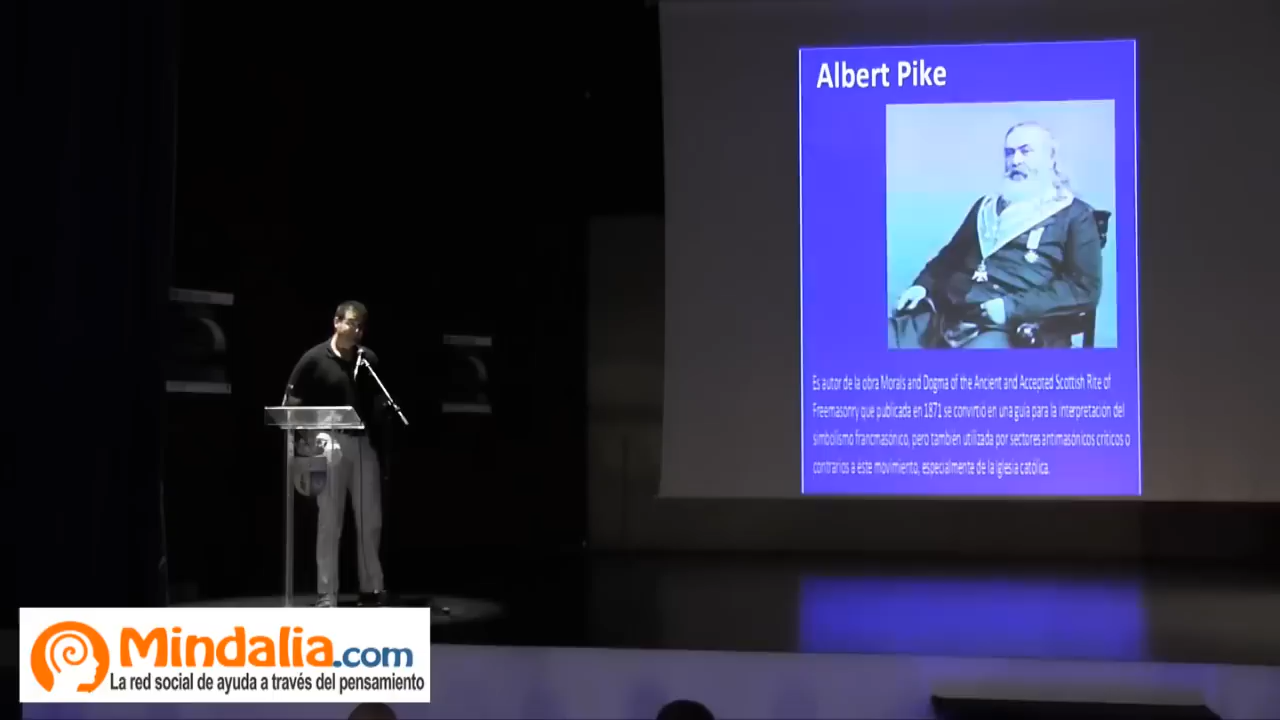 Albert Pike
Es autor de la obra Morals and Dogma of the Ancient and Accepted Scottish Rite of
Freemasonry que publicada en 1871 se convirtió en una guía para la interpretación del
simbolismo francmasónico, pero también utilizada por sectores antimasónicos críticos o
contrarios a éste movimiento, especialmente de la iglesia católica.
Mindalia.com
La red social de ayuda a través del pensamiento